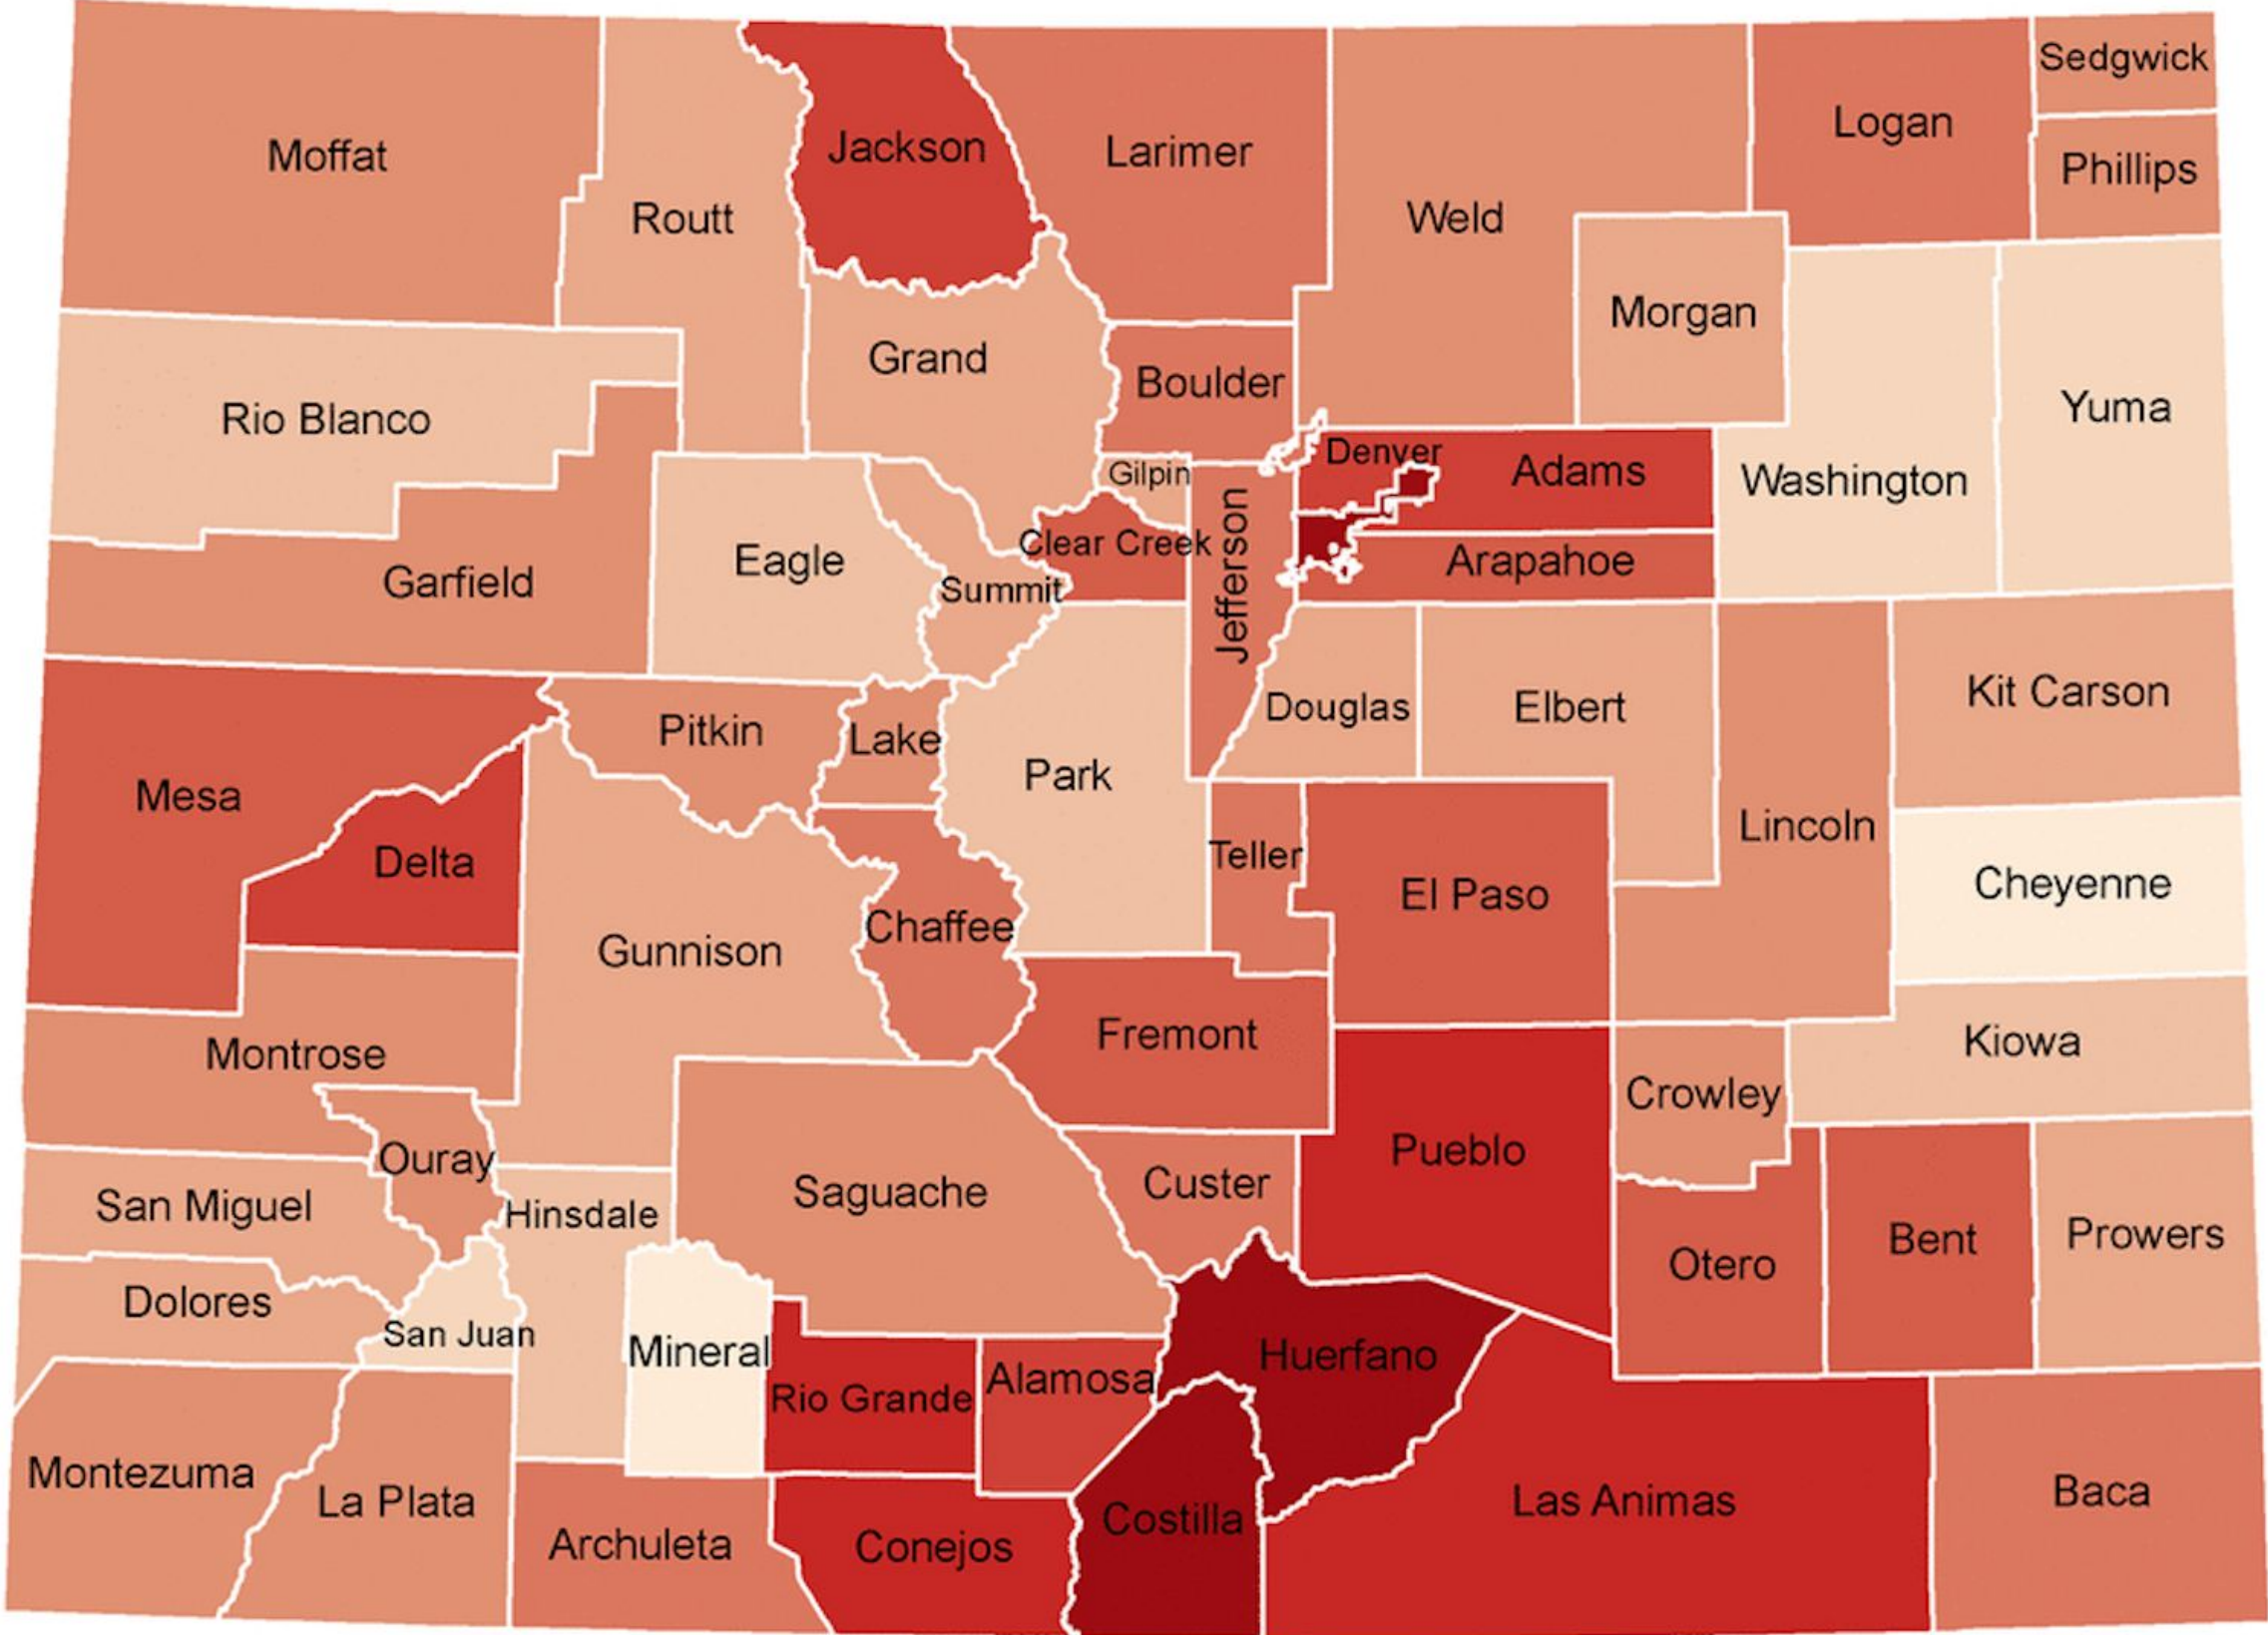 Sedgwick
Logan
Moffat
Jackson
Larimer
Phillips
Routt
Weld
Morgan
Grand
Boulder
Yuma
Rio Blanco
Denver
Adams
Gilpin
Washington
Clear Creek
Eagle
Arapahoe
Garfield
Summit
Jefferson
Kit Carson
Douglas
Elbert
Pitkin
Lake
Park
Mesa
Lincoln
Teller
Delta
Cheyenne
El Paso
Chaffee
Gunnison
Fremont
Kiowa
Montrose
Crowley
Pueblo
Ouray
Custer
Saguache
San Miguel
Hinsdale
Prowers
Bent
Otero
Dolores
San Juan
Mineral
Huerfano
Alamosa
Rio Grande
Montezuma
Baca
La Plata
Las Animas
Costilla
Archuleta
Conejos